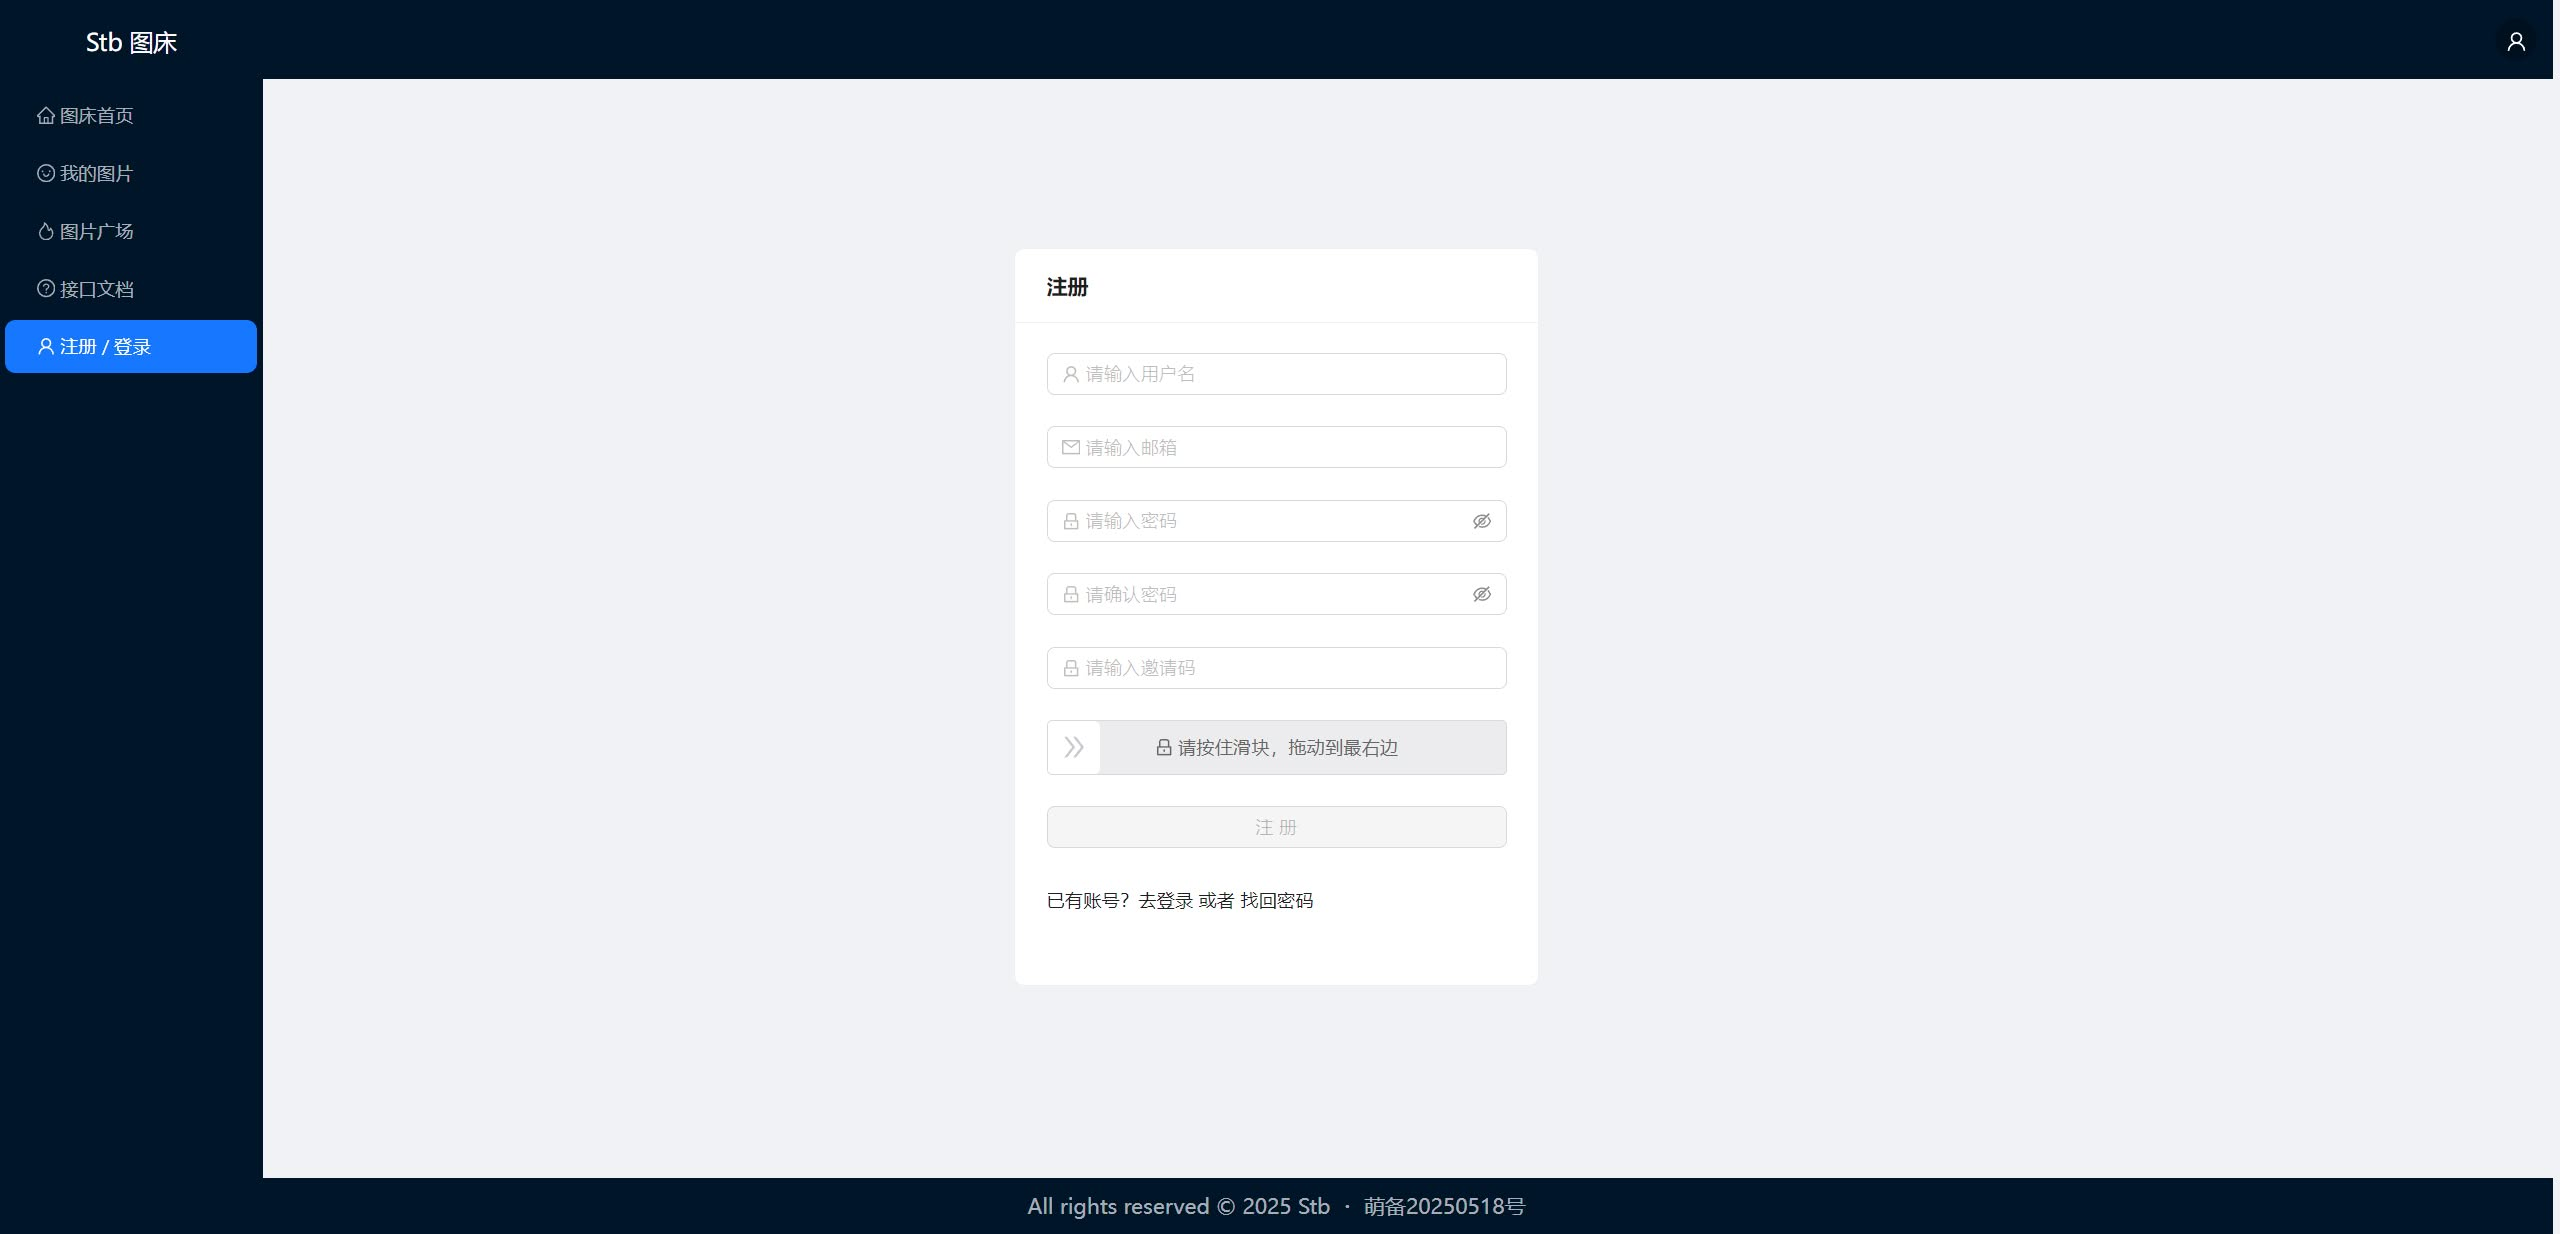 Stb 图床
图床首页
我的图片
图片广场
接口文档
注册 / 登录
注册
请输入用户名
请输入邮箱
请输入密码
请确认密码
请输入邀请码
请按住滑块，拖动到最右边
注 册
已有账号？去登录 或者 找回密码
All rights reserved © 2025 Stb · 萌备20250518号